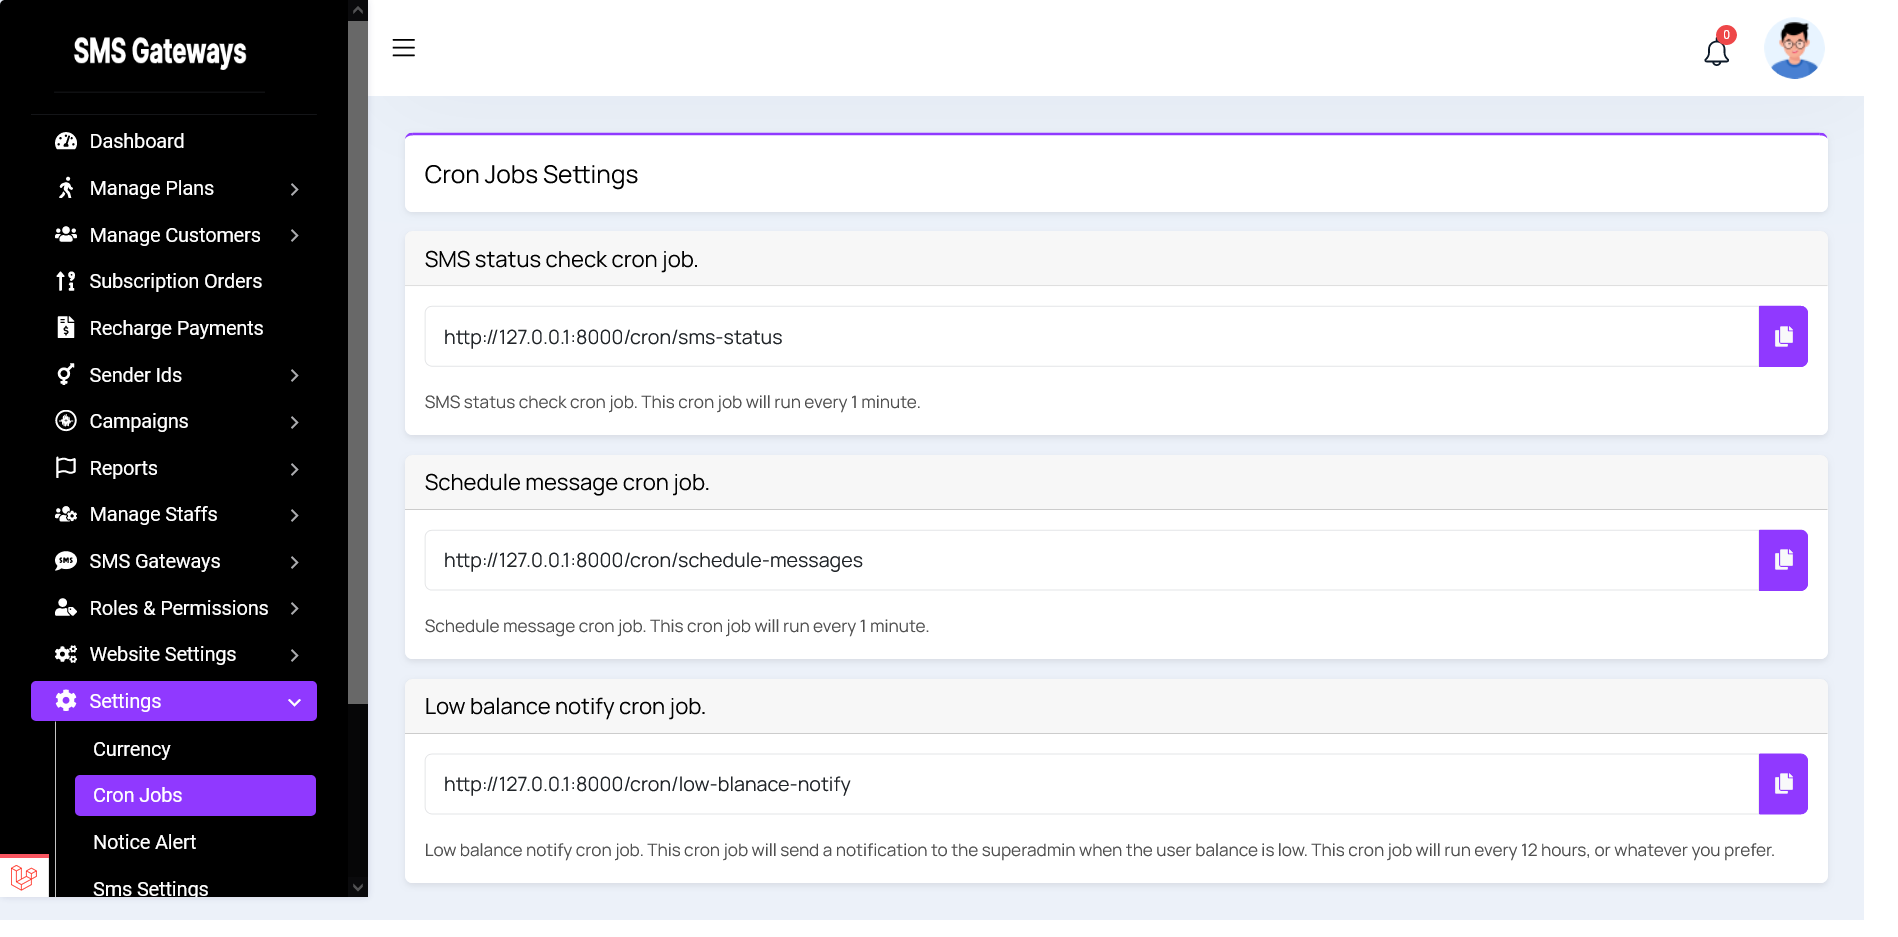 SMS Gateways
Dashboard
Manage Plans
Manage Customers
Subscription Orders
Recharge Payments
Sender Ids
Campaigns
Reports
Manage Staffs
SMS Gateways
Roles & Permissions
Website Settings
Settings
Currency
Cron Jobs
Notice Alert
Sms Settings
0
Cron Jobs Settings
SMS status check cron job.
http://127.0.0.1:8000/cron/sms-status
SMS status check cron job. This cron job will run every 1 minute.
Schedule message cron job.
http://127.0.0.1:8000/cron/schedule-messages
Schedule message cron job. This cron job will run every 1 minute.
Low balance notify cron job.
http://127.0.0.1:8000/cron/low-blanace-notify
Low balance notify cron job. This cron job will send a notification to the superadmin when the user balance is low. This cron job will run every 12 hours, or whatever you prefer.